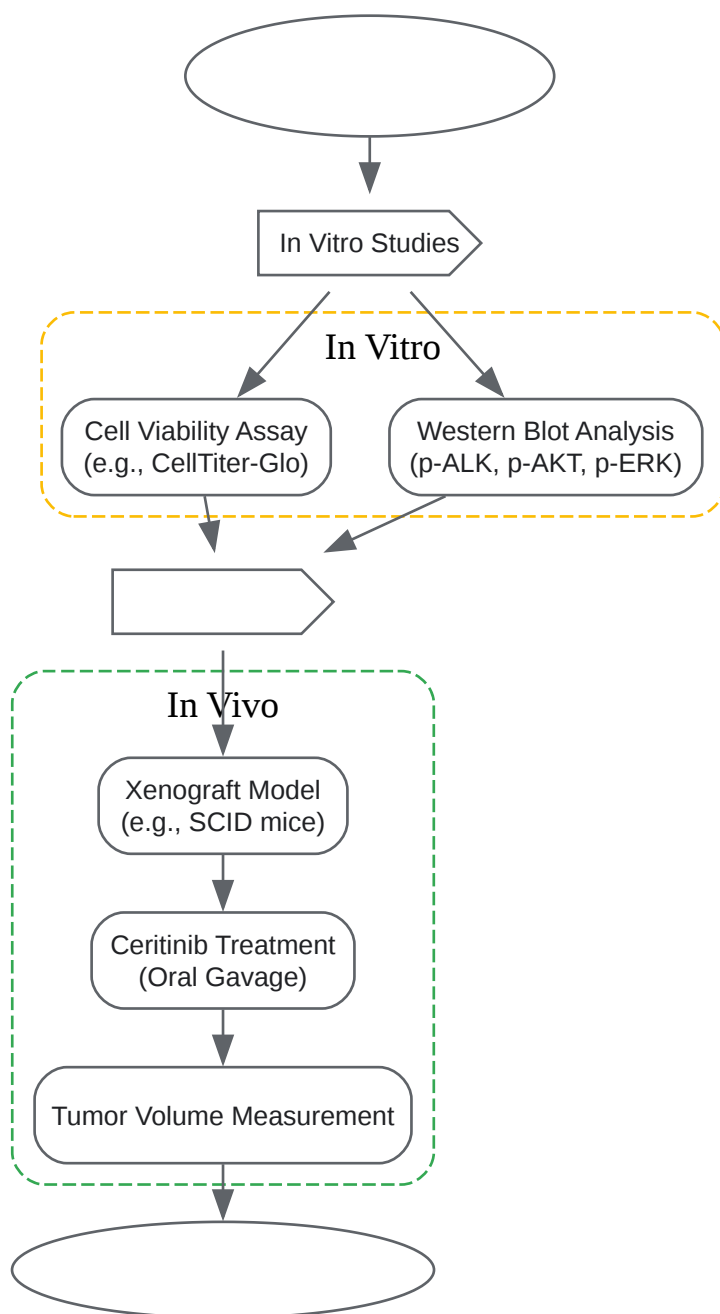 In Vitro Studies
In Vitro
Cell Viability Assay
(e.g., CellTiter-Glo)
Western Blot Analysis
(p-ALK, p-AKT, p-ERK)
In Vivo
Xenograft Model
(e.g., SCID mice)
Ceritinib Treatment
(Oral Gavage)
Tumor Volume Measurement